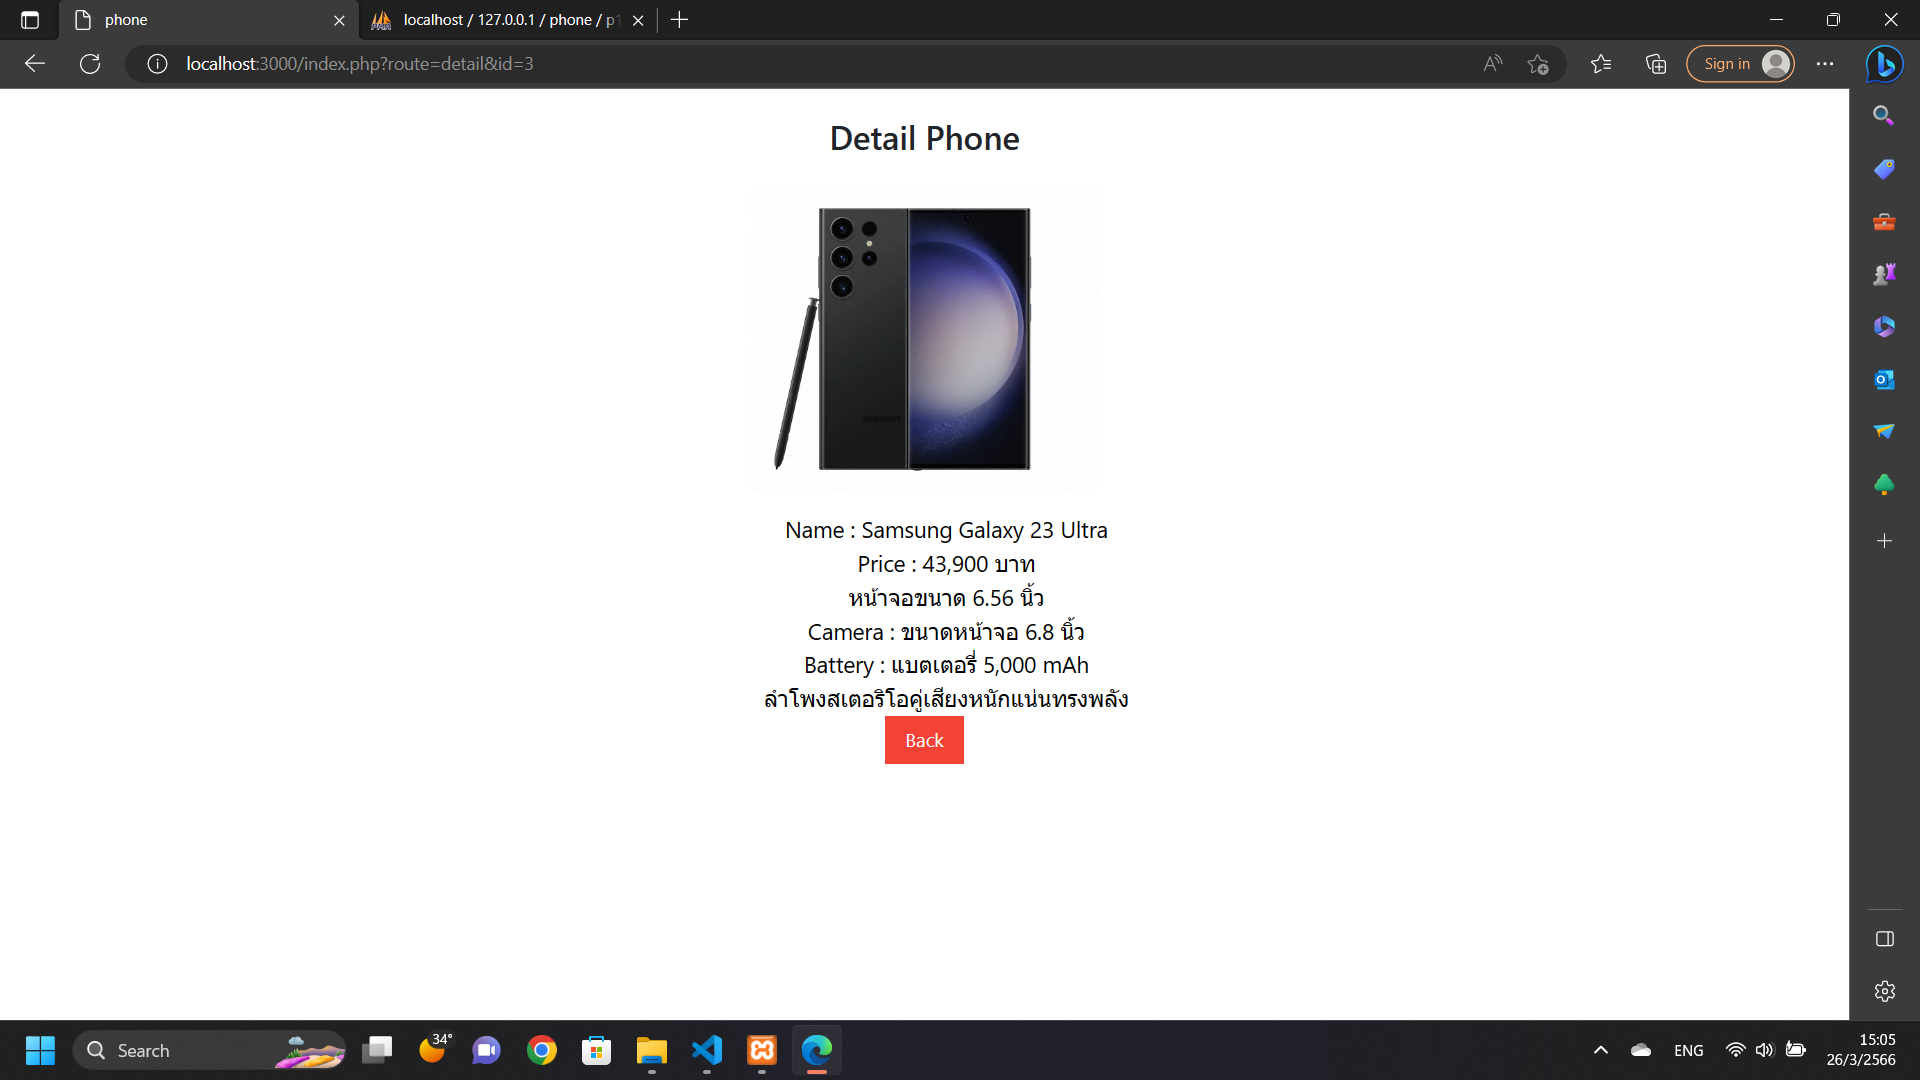 phone
localhost / 127.0.0.1 / phone / p1
localhost:3000/index.php?route=detail&id=3
Sign in
Detail Phone
SAMSUNG
Name : Samsung Galaxy 23 Ultra
Price : 43,900 บาท
หน้าจอขนาด 6.56 นิ้ว
Camera : ขนาดหน้าจอ 6.8 นิ้ว
Battery : แบตเตอรี่ 5,000 mAh
ลำโพงสเตอริโอคู่เสียงหนักแน่นทรงพลัง
Back
Search
34°
ENG
15:05
26/3/2566